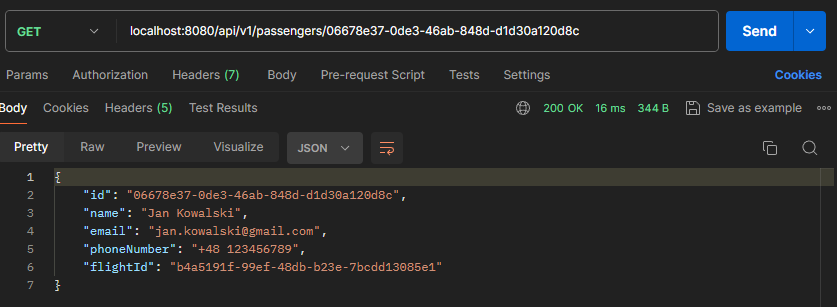 GET localhost:8080/api/v1/passengers/06678e37-0de3-46ab-848d-d1d30a120d8c Send
Params Authorization Headers (7) Body Pre-request Script Tests Settings Cookies
Body Cookies Headers (5) Test Results 200 OK 16 ms 344 B Save as example
Pretty Raw Preview Visualize JSON
1 {
2 "id": "06678e37-0de3-46ab-848d-d1d30a120d8c",
3 "name": "Jan Kowalski",
4 "email": "jan.kowalski@gmail.com",
5 "phoneNumber": "+48 123456789",
6 "flightId": "b4a5191f-99ef-48db-b23e-7bcdd13085e1"
7 }